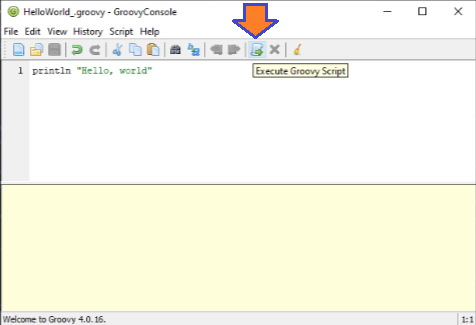 HelloWorld_.groovy - GroovyConsole
File Edit View History Script Help
Execute Groovy Script
1 println "Hello, world"
Welcome to Groovy 4.0.16.
1:1